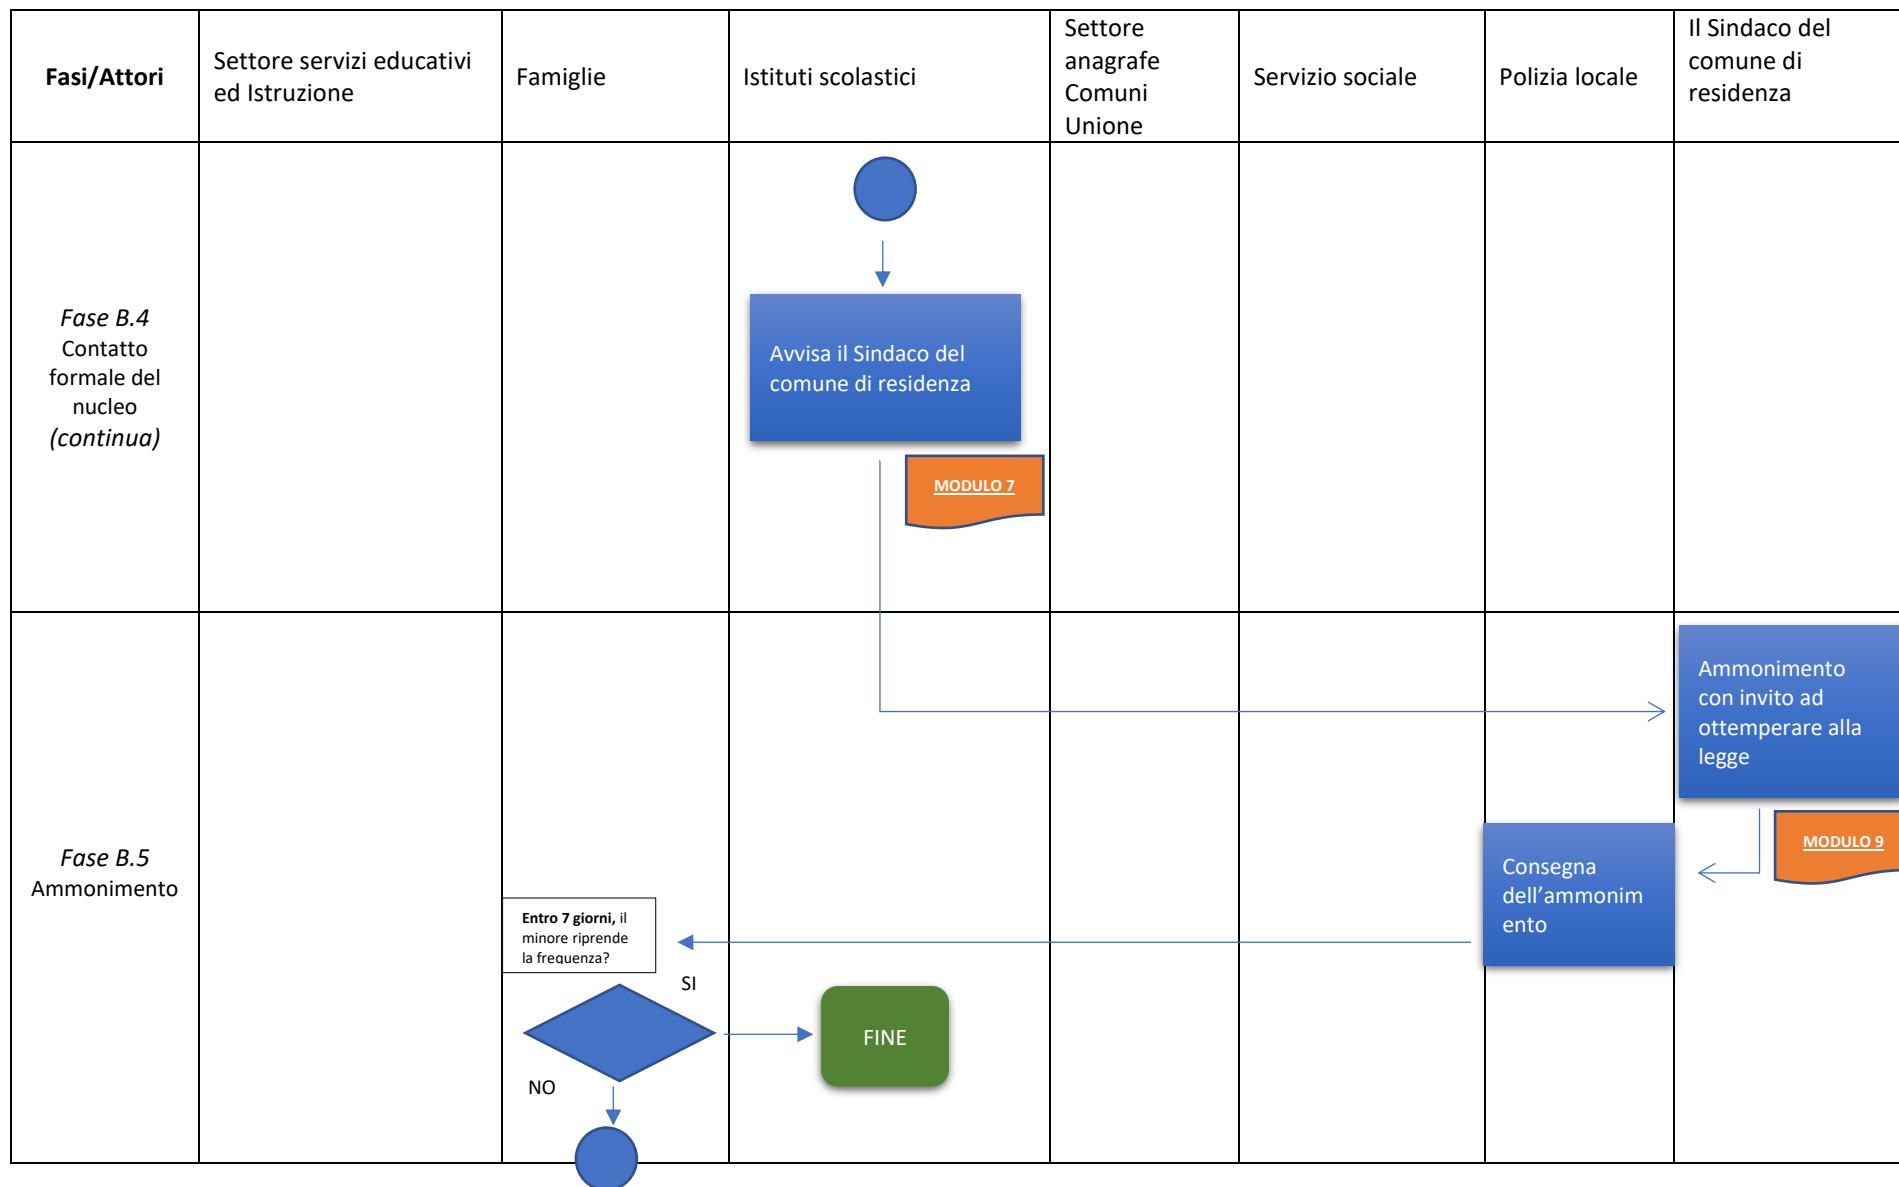 Fasi/Attori
Settore servizi educativi
ed Istruzione
Famiglie
Istituti scolastici
Settore
anagrafe
Comuni
Unione
Servizio sociale
Polizia locale
Il Sindaco del
comune di
residenza
Fase B.4
Contatto
formale del
nucleo
(continua)
Avvisa il Sindaco del
comune di residenza
MODULO 7
Fase B.5
Ammonimento
Ammonimento
con invito ad
ottemperare alla
legge
MODULO 9
Consegna
dell’ammonim
ento
Entro 7 giorni, il
minore riprende
la frequenza?
SI
FINE
NO